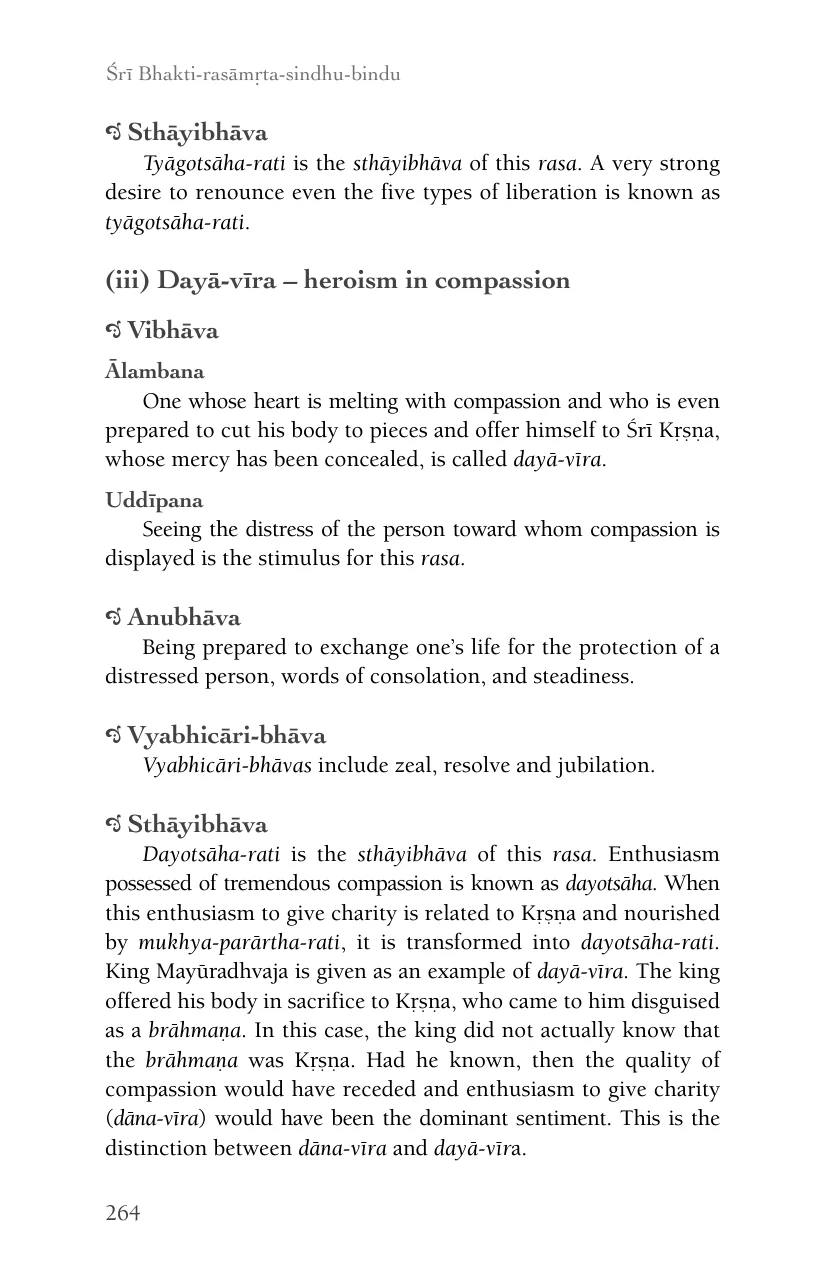 Śrī Bhakti-rasāmṛta-sindhu-bindu
Sthāyibhāva
Tyāgotsāha-rati is the sthāyibhāva of this rasa. A very strong
desire to renounce even the five types of liberation is known as
tyāgotsāha-rati.
(iii) Dayā-vīra – heroism in compassion
Vibhāva
Ālambana
One whose heart is melting with compassion and who is even
prepared to cut his body to pieces and offer himself to Śrī Kṛṣṇa,
whose mercy has been concealed, is called dayā-vīra.
Uddīpana
Seeing the distress of the person toward whom compassion is
displayed is the stimulus for this rasa.
Anubhāva
Being prepared to exchange one’s life for the protection of a
distressed person, words of consolation, and steadiness.
Vyabhicāri-bhāva
Vyabhicāri-bhāvas include zeal, resolve and jubilation.
Sthāyibhāva
Dayotsāha-rati is the sthāyibhāva of this rasa. Enthusiasm
possessed of tremendous compassion is known as dayotsāha. When
this enthusiasm to give charity is related to Kṛṣṇa and nourished
by mukhya-parārtha-rati, it is transformed into dayotsāha-rati.
King Mayūradhvaja is given as an example of dayā-vīra. The king
offered his body in sacrifice to Kṛṣṇa, who came to him disguised
as a brāhmaṇa. In this case, the king did not actually know that
the brāhmaṇa was Kṛṣṇa. Had he known, then the quality of
compassion would have receded and enthusiasm to give charity
(dāna-vīra) would have been the dominant sentiment. This is the
distinction between dāna-vīra and dayā-vīra.
264